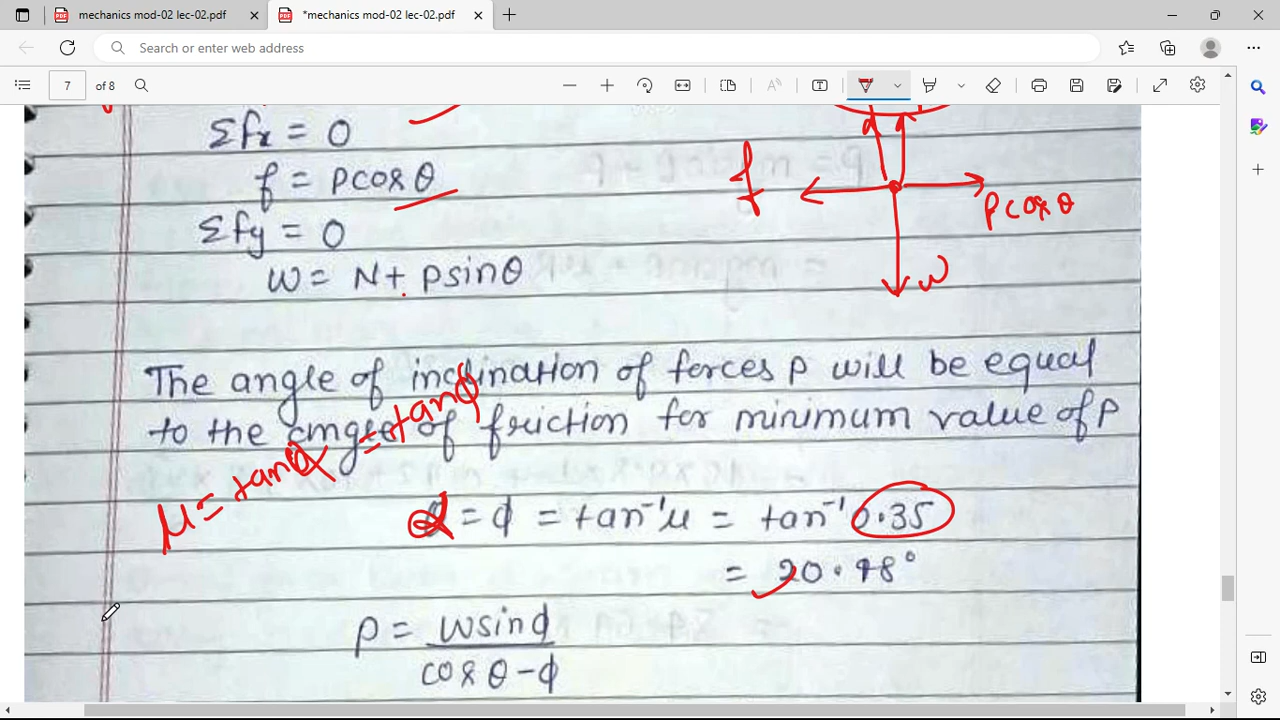 mechanics mod-02 lec-02.pdf
*mechanics mod-02 lec-02.pdf
Search or enter web address
7 of 8
Σfx = 0
f = pcosθ
Σfy = 0
W = N+ psinθ
f
pcosθ
W
The angle of inclination of forces p will be equal
to the angle of friction for minimum value of p
μ = tanα = tanϕ
α = ϕ = tan⁻¹μ = tan⁻¹ 0.35
= 20.48°
p = wsinϕ
cosθ-ϕ